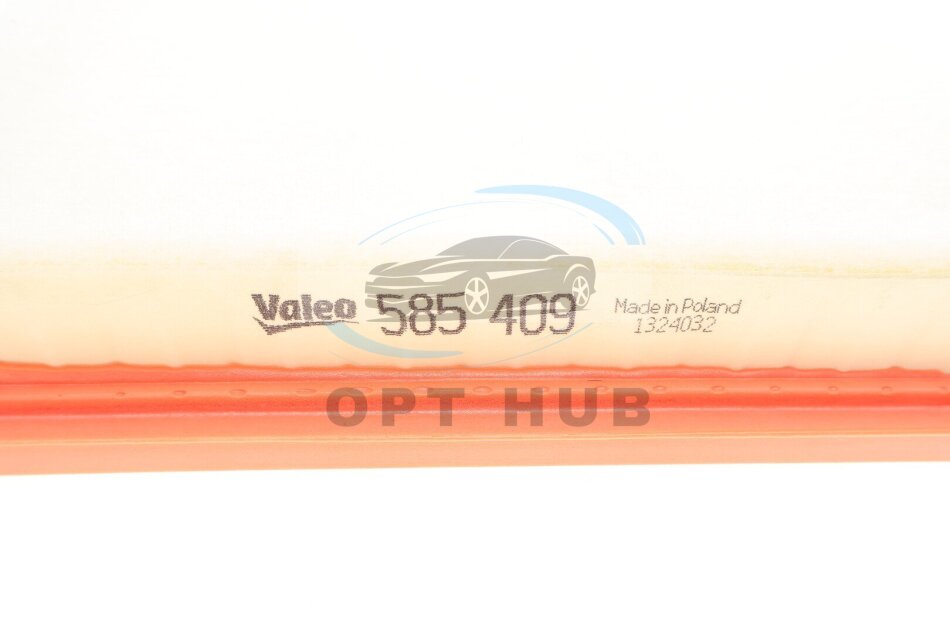 Valeo 585 409
Made in Poland
1324032
OPT HUB